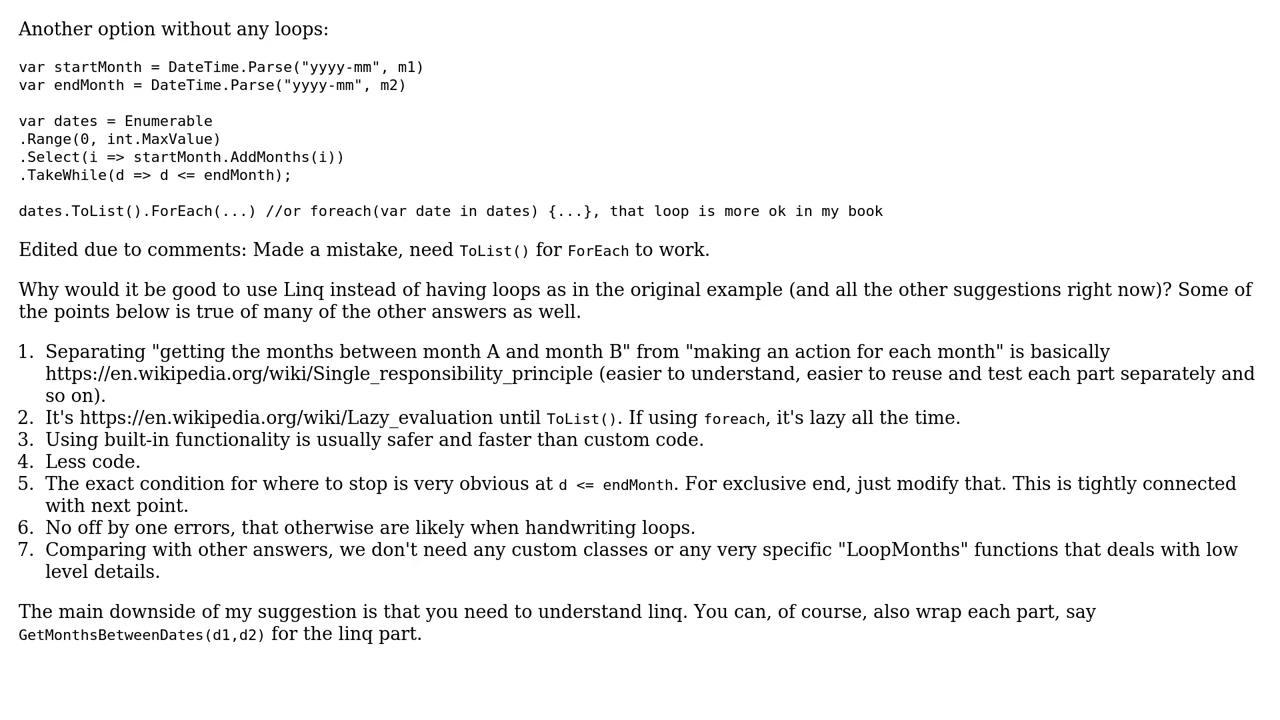 Another option without any loops:
var startMonth = DateTime.Parse("yyyy-mm", m1)
var endMonth = DateTime.Parse("yyyy-mm", m2)
var dates = Enumerable
.Range(0, int.MaxValue)
.Select(i => startMonth.AddMonths(i))
.TakeWhile(d => d <= endMonth);
dates.ToList().ForEach(...) //or foreach(var date in dates) {...}, that loop is more ok in my book
Edited due to comments: Made a mistake, need ToList() for ForEach to work.
Why would it be good to use Linq instead of having loops as in the original example (and all the other suggestions right now)? Some of
the points below is true of many of the other answers as well.
1. Separating "getting the months between month A and month B" from "making an action for each month" is basically
https://en.wikipedia.org/wiki/Single_responsibility_principle (easier to understand, easier to reuse and test each part separately and
so on).
2. It's https://en.wikipedia.org/wiki/Lazy_evaluation until ToList(). If using foreach, it's lazy all the time.
3. Using built-in functionality is usually safer and faster than custom code.
4. Less code.
5. The exact condition for where to stop is very obvious at d <= endMonth. For exclusive end, just modify that. This is tightly connected
with next point.
6. No off by one errors, that otherwise are likely when handwriting loops.
7. Comparing with other answers, we don't need any custom classes or any very specific "LoopMonths" functions that deals with low
level details.
The main downside of my suggestion is that you need to understand linq. You can, of course, also wrap each part, say
GetMonthsBetweenDates(d1,d2) for the linq part.